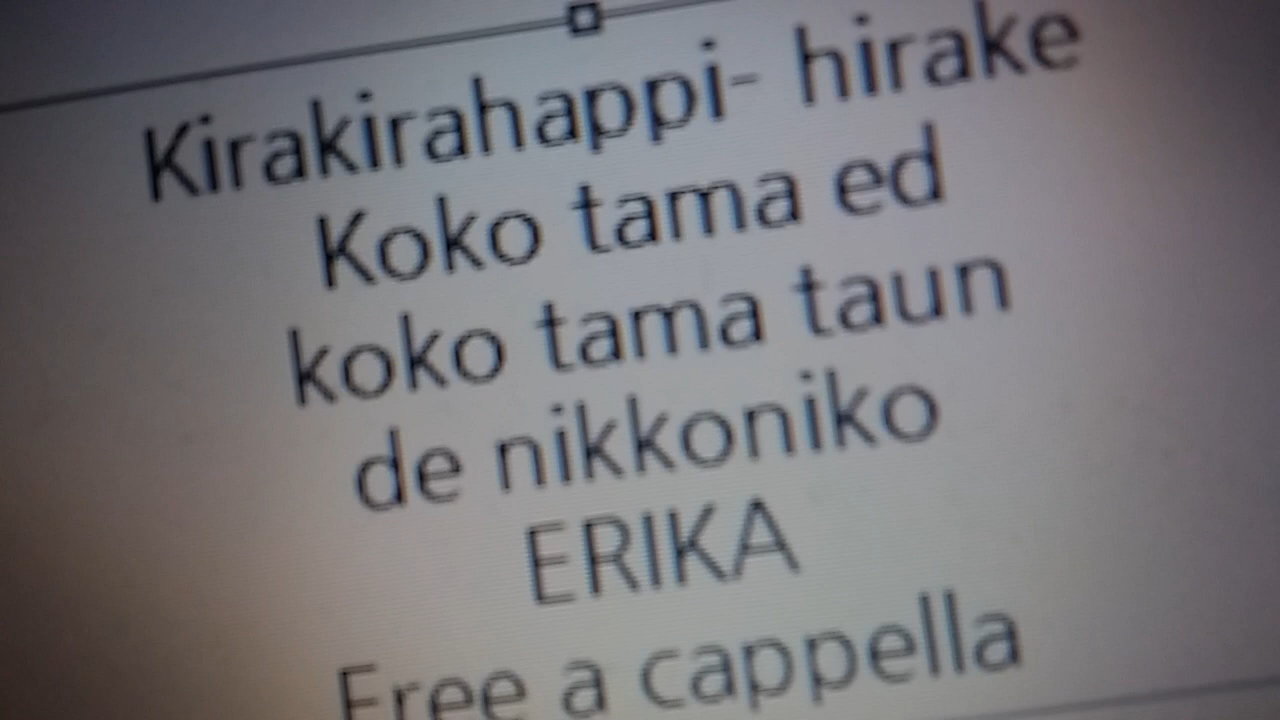 Kirakirahappi- hirake
Koko tama ed
koko tama taun
de nikkoniko
ERIKA
Free a cappella